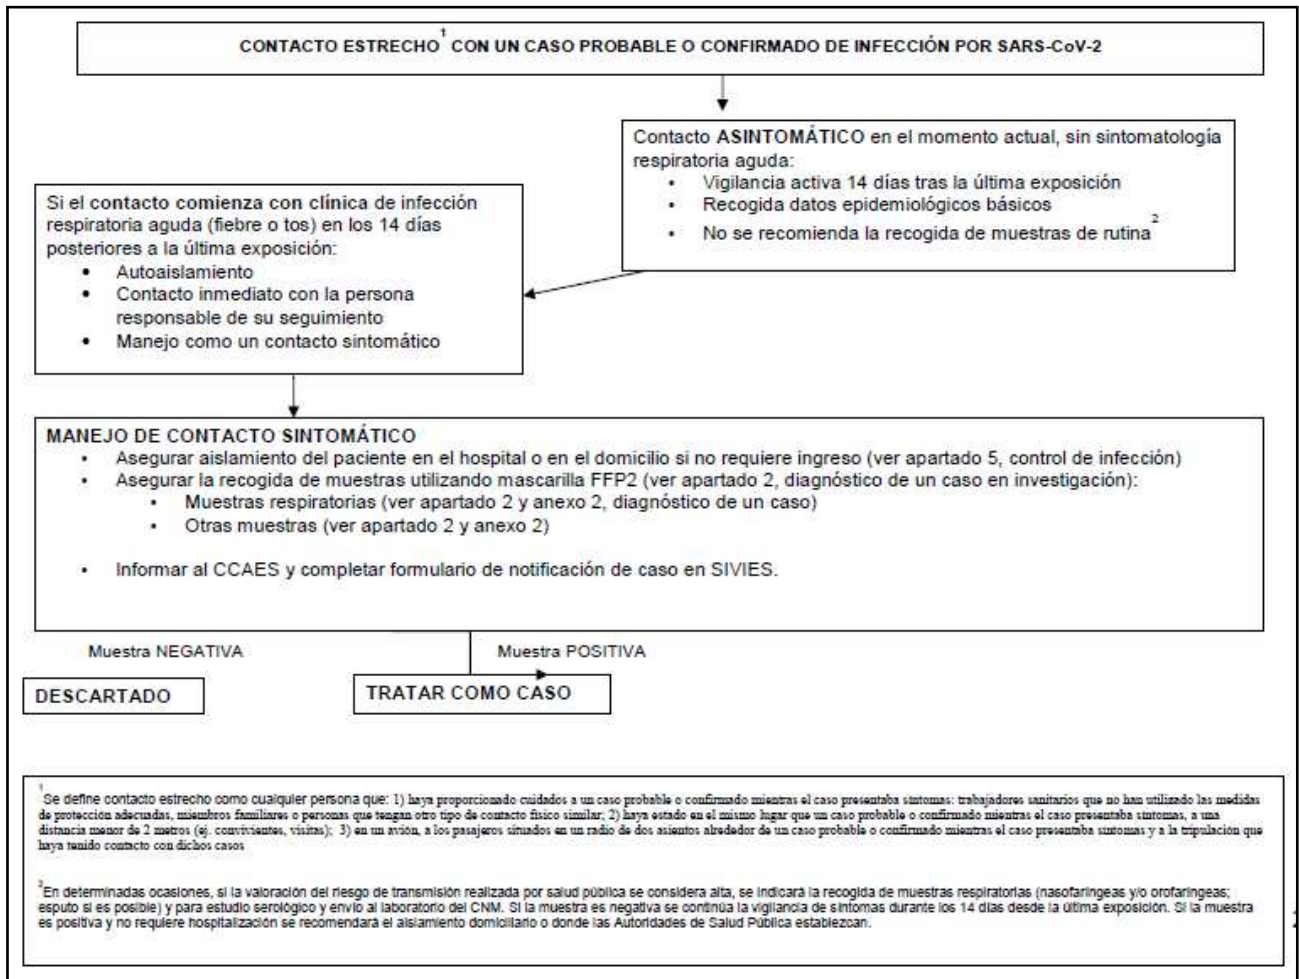 CONTACTO ESTRECHO1 CON UN CASO PROBABLE O CONFIRMADO DE INFECCIÓN POR SARS-CoV-2
Contacto ASINTOMÁTICO en el momento actual, sin sintomatología
respiratoria aguda:
• Vigilancia activa 14 días tras la última exposición
• Recogida datos epidemiológicos básicos
• No se recomienda la recogida de muestras de rutina2
Si el contacto comienza con clínica de infección
respiratoria aguda (fiebre o tos) en los 14 días
posteriores a la última exposición:
• Autoaislamiento
• Contacto inmediato con la persona
responsable de su seguimiento
• Manejo como un contacto sintomático
MANEJO DE CONTACTO SINTOMÁTICO
• Asegurar aislamiento del paciente en el hospital o en el domicilio si no requiere ingreso (ver apartado 5, control de infección)
• Asegurar la recogida de muestras utilizando mascarilla FFP2 (ver apartado 2, diagnóstico de un caso en investigación):
• Muestras respiratorias (ver apartado 2 y anexo 2, diagnóstico de un caso)
• Otras muestras (ver apartado 2 y anexo 2)
• Informar al CCAES y completar formulario de notificación de caso en SIVIES.
Muestra NEGATIVA
Muestra POSITIVA
DESCARTADO
TRATAR COMO CASO
1Se define contacto estrecho como cualquier persona que: 1) haya proporcionado cuidados a un caso probable o confirmado mientras el caso presentaba síntomas: trabajadores sanitarios que no han utilizado las medidas
de protección adecuadas, miembros familiares o personas que tengan otro tipo de contacto físico similar; 2) haya estado en el mismo lugar que un caso probable o confirmado mientras el caso presentaba síntomas, a una
distancia menor de 2 metros (ej. convivientes, visitas); 3) en un avión, a los pasajeros situados en un radio de dos asientos alrededor de un caso probable o confirmado mientras el caso presentaba síntomas y a la tripulación que
haya tenido contacto con dichos casos
2En determinadas ocasiones, si la valoración del riesgo de transmisión realizada por salud pública se considera alta, se indicará la recogida de muestras respiratorias (nasofaríngeas y/o orofaríngeas;
esputo si es posible) y para estudio serológico y envío al laboratorio del CNM. Si la muestra es negativa se continúa la vigilancia de síntomas durante los 14 días desde la última exposición. Si la muestra
es positiva y no requiere hospitalización se recomendará el aislamiento domiciliario o donde las Autoridades de Salud Pública establezcan.